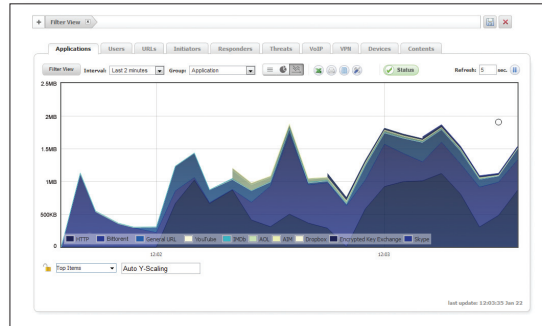 + Filter View
Applications Users URLs Initiators Responders Threats VoIP VPN Devices Contents
Filter View Interval: Last 2 minutes Group: Application Status Refresh: 5 sec.
2.5MB
2MB
1.5MB
1MB
500KB
0
HTTP Bittorrent General URL YouTube IMDb AOL AIM Dropbox Encrypted Key Exchange Skype
12:02 12:03
Top Items Auto Y-Scaling
last update: 12:03:35 Jan 22